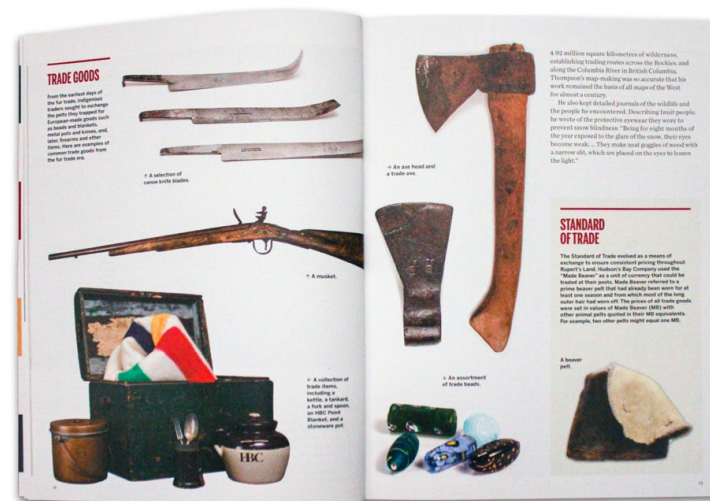 TRADE GOODS
From the earliest days of
the fur trade, Indigenous
traders sought to exchange
the pelts they trapped for
European-made goods such
as beads and blankets,
metal pots and knives, and,
later, firearms and other
items. Here are examples of
common trade goods from
the fur trade era.
↗ A selection of
canoe knife blades.
↗ A musket.
↖ A collection of
trade items,
including a
kettle, a tankard,
a fork and spoon,
an HBC Point
Blanket, and a
stoneware pot.
HBC
4.92 million square kilometres of wilderness,
establishing trading routes across the Rockies, and
along the Columbia River in British Columbia.
Thompson's map-making was so accurate that his
work remained the basis of all maps of the West
for almost a century.
He also kept detailed journals of the wildlife and
the people he encountered. Describing Inuit people,
he wrote of the protective eyewear they wore to
prevent snow blindness: "Being for eight months of
the year exposed to the glare of the snow, their eyes
become weak; ... They make neat goggles of wood with
a narrow slit, which are placed on the eyes to lessen
the light."
→ An axe head and
a trade axe.
STANDARD
OF TRADE
The Standard of Trade evolved as a means of
exchange to ensure consistent pricing throughout
Rupert's Land. Hudson's Bay Company used the
"Made Beaver" as a unit of currency that could be
traded at their posts. Made Beaver referred to a
prime beaver pelt that had already been worn for at
least one season and from which most of the long
outer hair had worn off. The prices of all trade goods
were set in values of Made Beaver (MB) with
other animal pelts quoted in their MB equivalents.
For example, two otter pelts might equal one MB.
A beaver
pelt.
↓ An assortment
of trade beads.